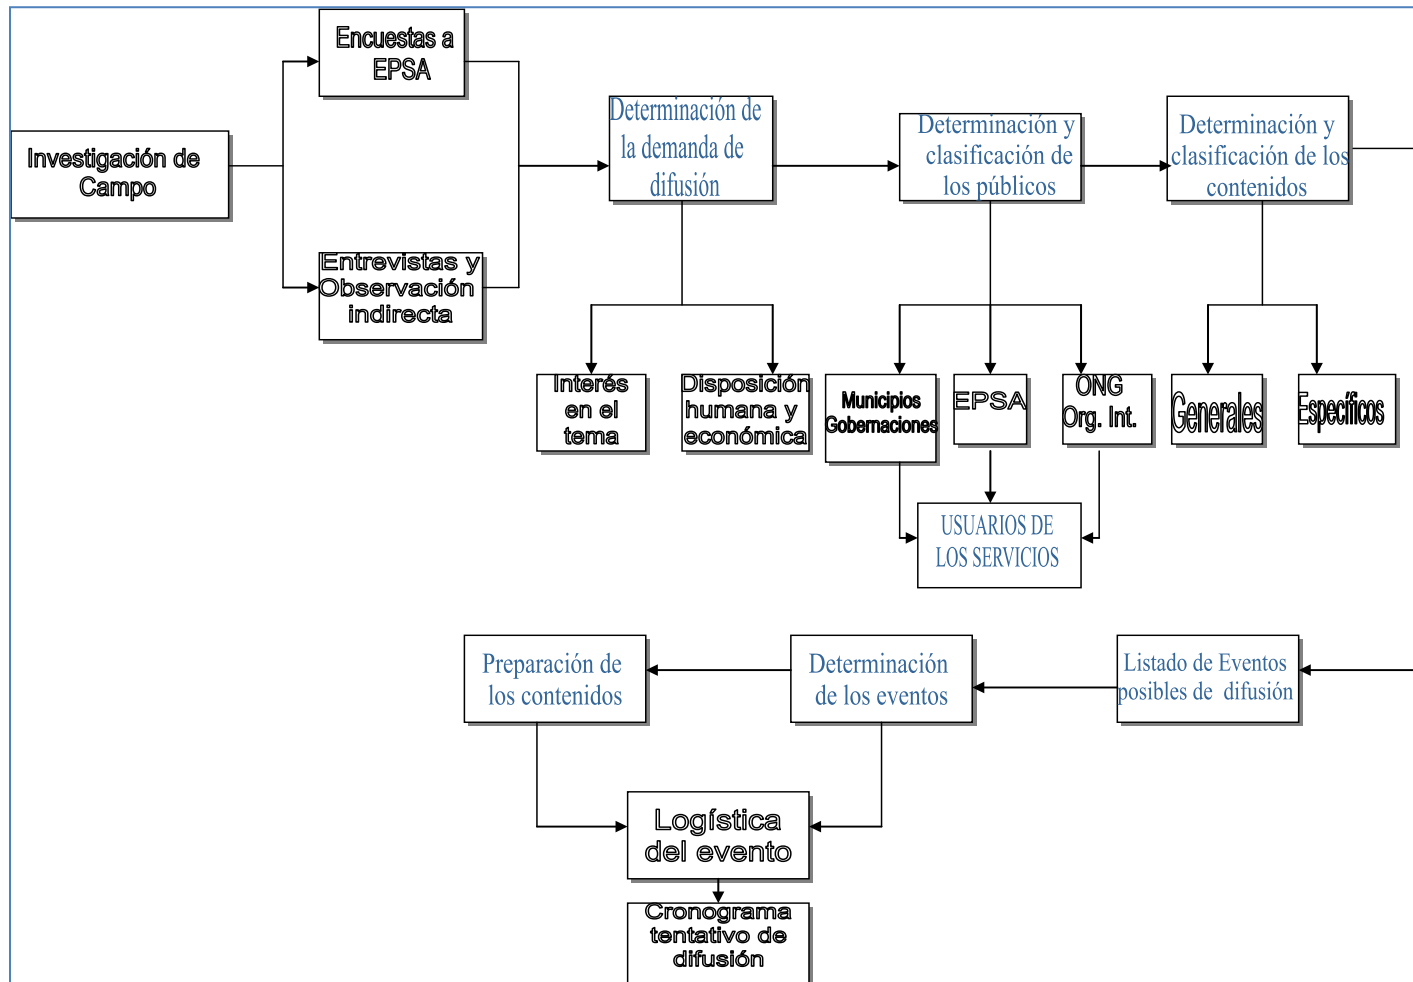 Encuestas a
EPSA
Investigación de
Campo
Entrevistas y
Observación
indirecta
Determinación de
la demanda de
difusión
Determinación y
clasificación de
los públicos
Determinación y
clasificación de los
contenidos
Interés
en el
tema
Disposición
humana y
económica
Municipios
Gobernaciones
EPSA
ONG
Org. Int.
Generales
Específicos
USUARIOS DE
LOS SERVICIOS
Preparación de
los contenidos
Determinación
de los eventos
Listado de Eventos
posibles de difusión
Logística
del evento
Cronograma
tentativo de
difusión